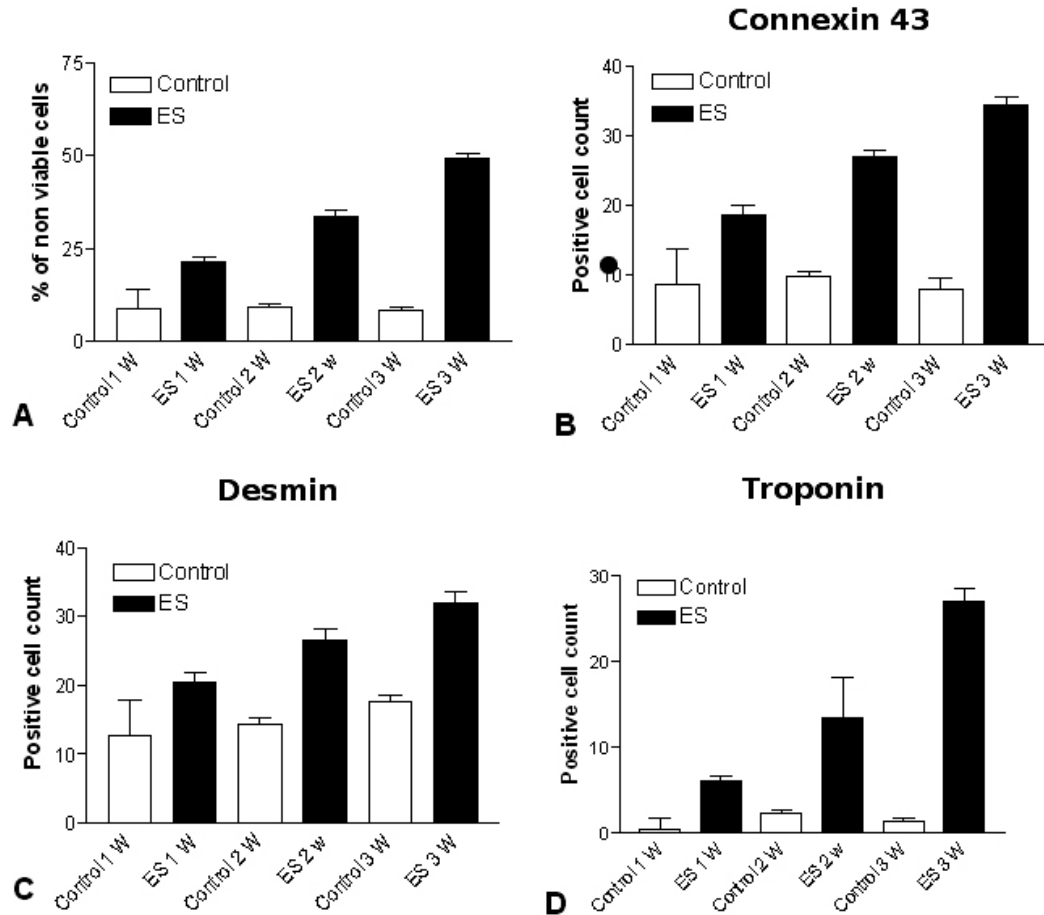 % of non viable cells
75
50
25
0
Control
ES
Control 1 W
ES 1 W
Control 2 W
ES 2 w
Control 3 W
ES 3 W
A
Connexin 43
Positive cell count
40
30
20
10
0
Control
ES
Control 1 W
ES 1 W
Control 2 W
ES 2 w
Control 3 W
ES 3 W
B
Desmin
Positive cell count
40
30
20
10
0
Control
ES
Control 1 W
ES 1 W
Control 2 W
ES 2 w
Control 3 W
ES 3 W
C
Troponin
Positive cell count
30
20
10
0
Control
ES
Control 1 W
ES 1 W
Control 2 W
ES 2 w
Control 3 W
ES 3 W
D